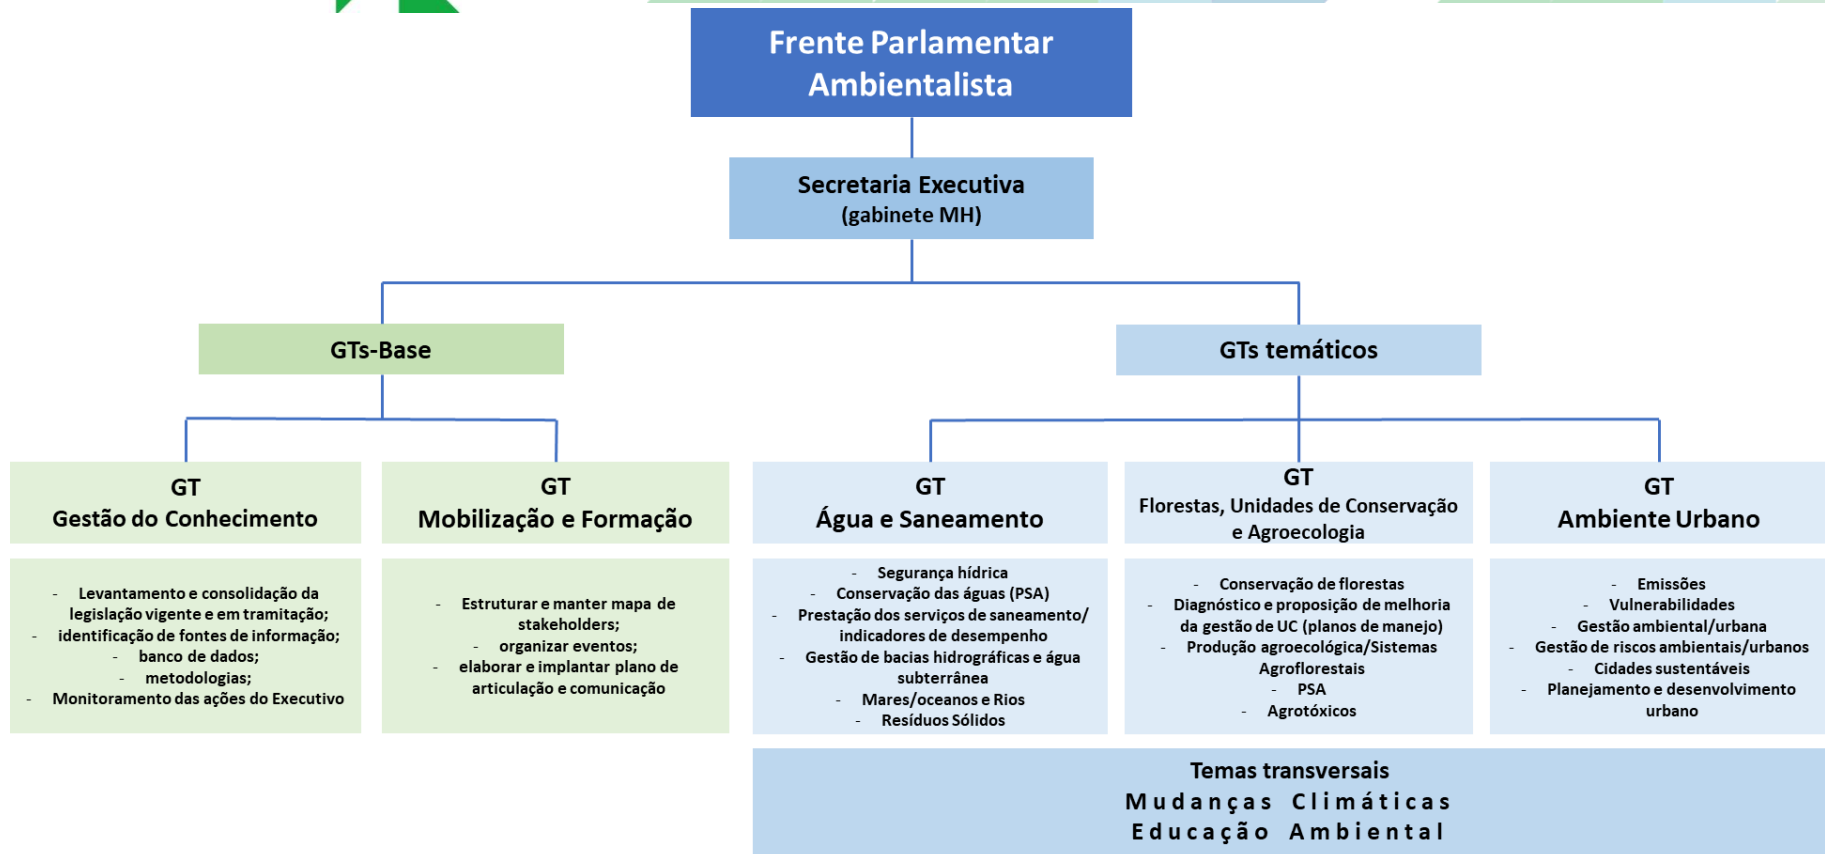 Frente Parlamentar
Ambientalista
Secretaria Executiva
(gabinete MH)
GTs-Base
GTs temáticos
GT
Gestão do Conhecimento
GT
Mobilização e Formação
GT
Água e Saneamento
GT
Florestas, Unidades de Conservação
e Agroecologia
GT
Ambiente Urbano
- Levantamento e consolidação da
legislação vigente e em tramitação;
- identificação de fontes de informação;
- banco de dados;
- metodologias;
- Monitoramento das ações do Executivo
- Estruturar e manter mapa de
stakeholders;
- organizar eventos;
- elaborar e implantar plano de
articulação e comunicação
- Segurança hídrica
- Conservação das águas (PSA)
- Prestação dos serviços de saneamento/
indicadores de desempenho
- Gestão de bacias hidrográficas e água
subterrânea
- Mares/oceanos e Rios
- Resíduos Sólidos
- Conservação de florestas
- Diagnóstico e proposição de melhoria
da gestão de UC (planos de manejo)
- Produção agroecológica/Sistemas
Agroflorestais
- PSA
- Agrotóxicos
- Emissões
- Vulnerabilidades
- Gestão ambiental/urbana
- Gestão de riscos ambientais/urbanos
- Cidades sustentáveis
- Planejamento e desenvolvimento
urbano
Temas transversais
Mudanças Climáticas
Educação Ambiental